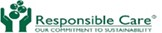 Responsible Care®
OUR COMMITMENT TO SUSTAINABILITY